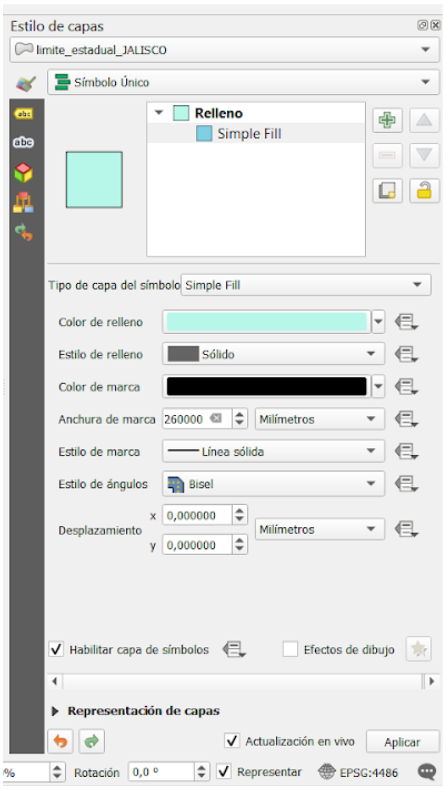 Estilo de capas
limite_estadual_JALISCO
Símbolo Único
abc
abc
Relleno
Simple Fill
Tipo de capa del símbolo Simple Fill
Color de relleno
Estilo de relleno Sólido
Color de marca
Anchura de marca 260000 Milímetros
Estilo de marca Línea sólida
Estilo de ángulos Bisel
x 0,000000
Desplazamiento Milímetros
y 0,000000
Habilitar capa de símbolos Efectos de dibujo
Representación de capas
Actualización en vivo Aplicar
% Rotación 0,0 ° Representar EPSG:4486